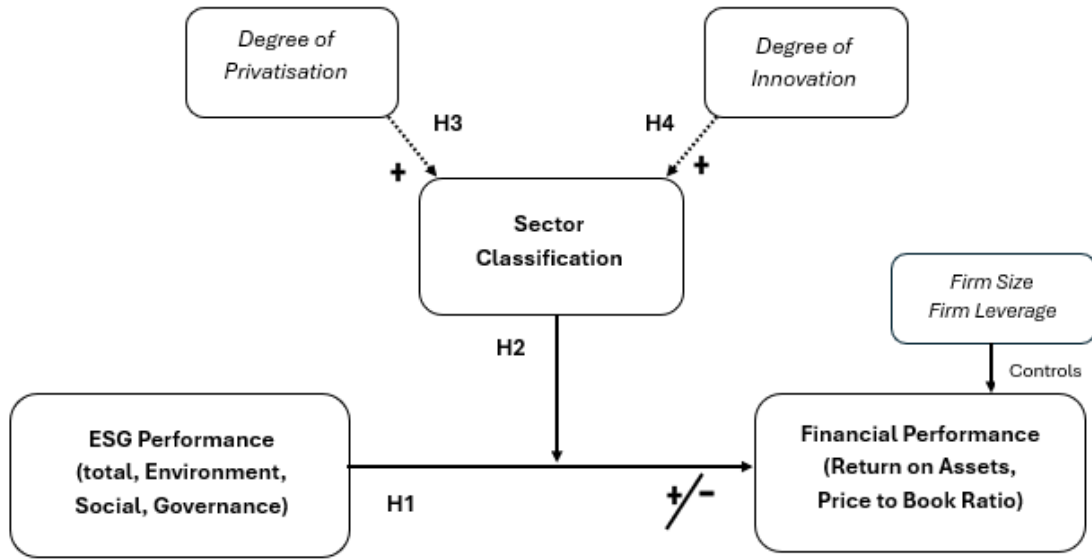 Degree of
Privatisation
Degree of
Innovation
H3
H4
+
+
Sector
Classification
Firm Size
Firm Leverage
H2
Controls
ESG Performance
(total, Environment,
Social, Governance)
Financial Performance
(Return on Assets,
Price to Book Ratio)
H1
+/-